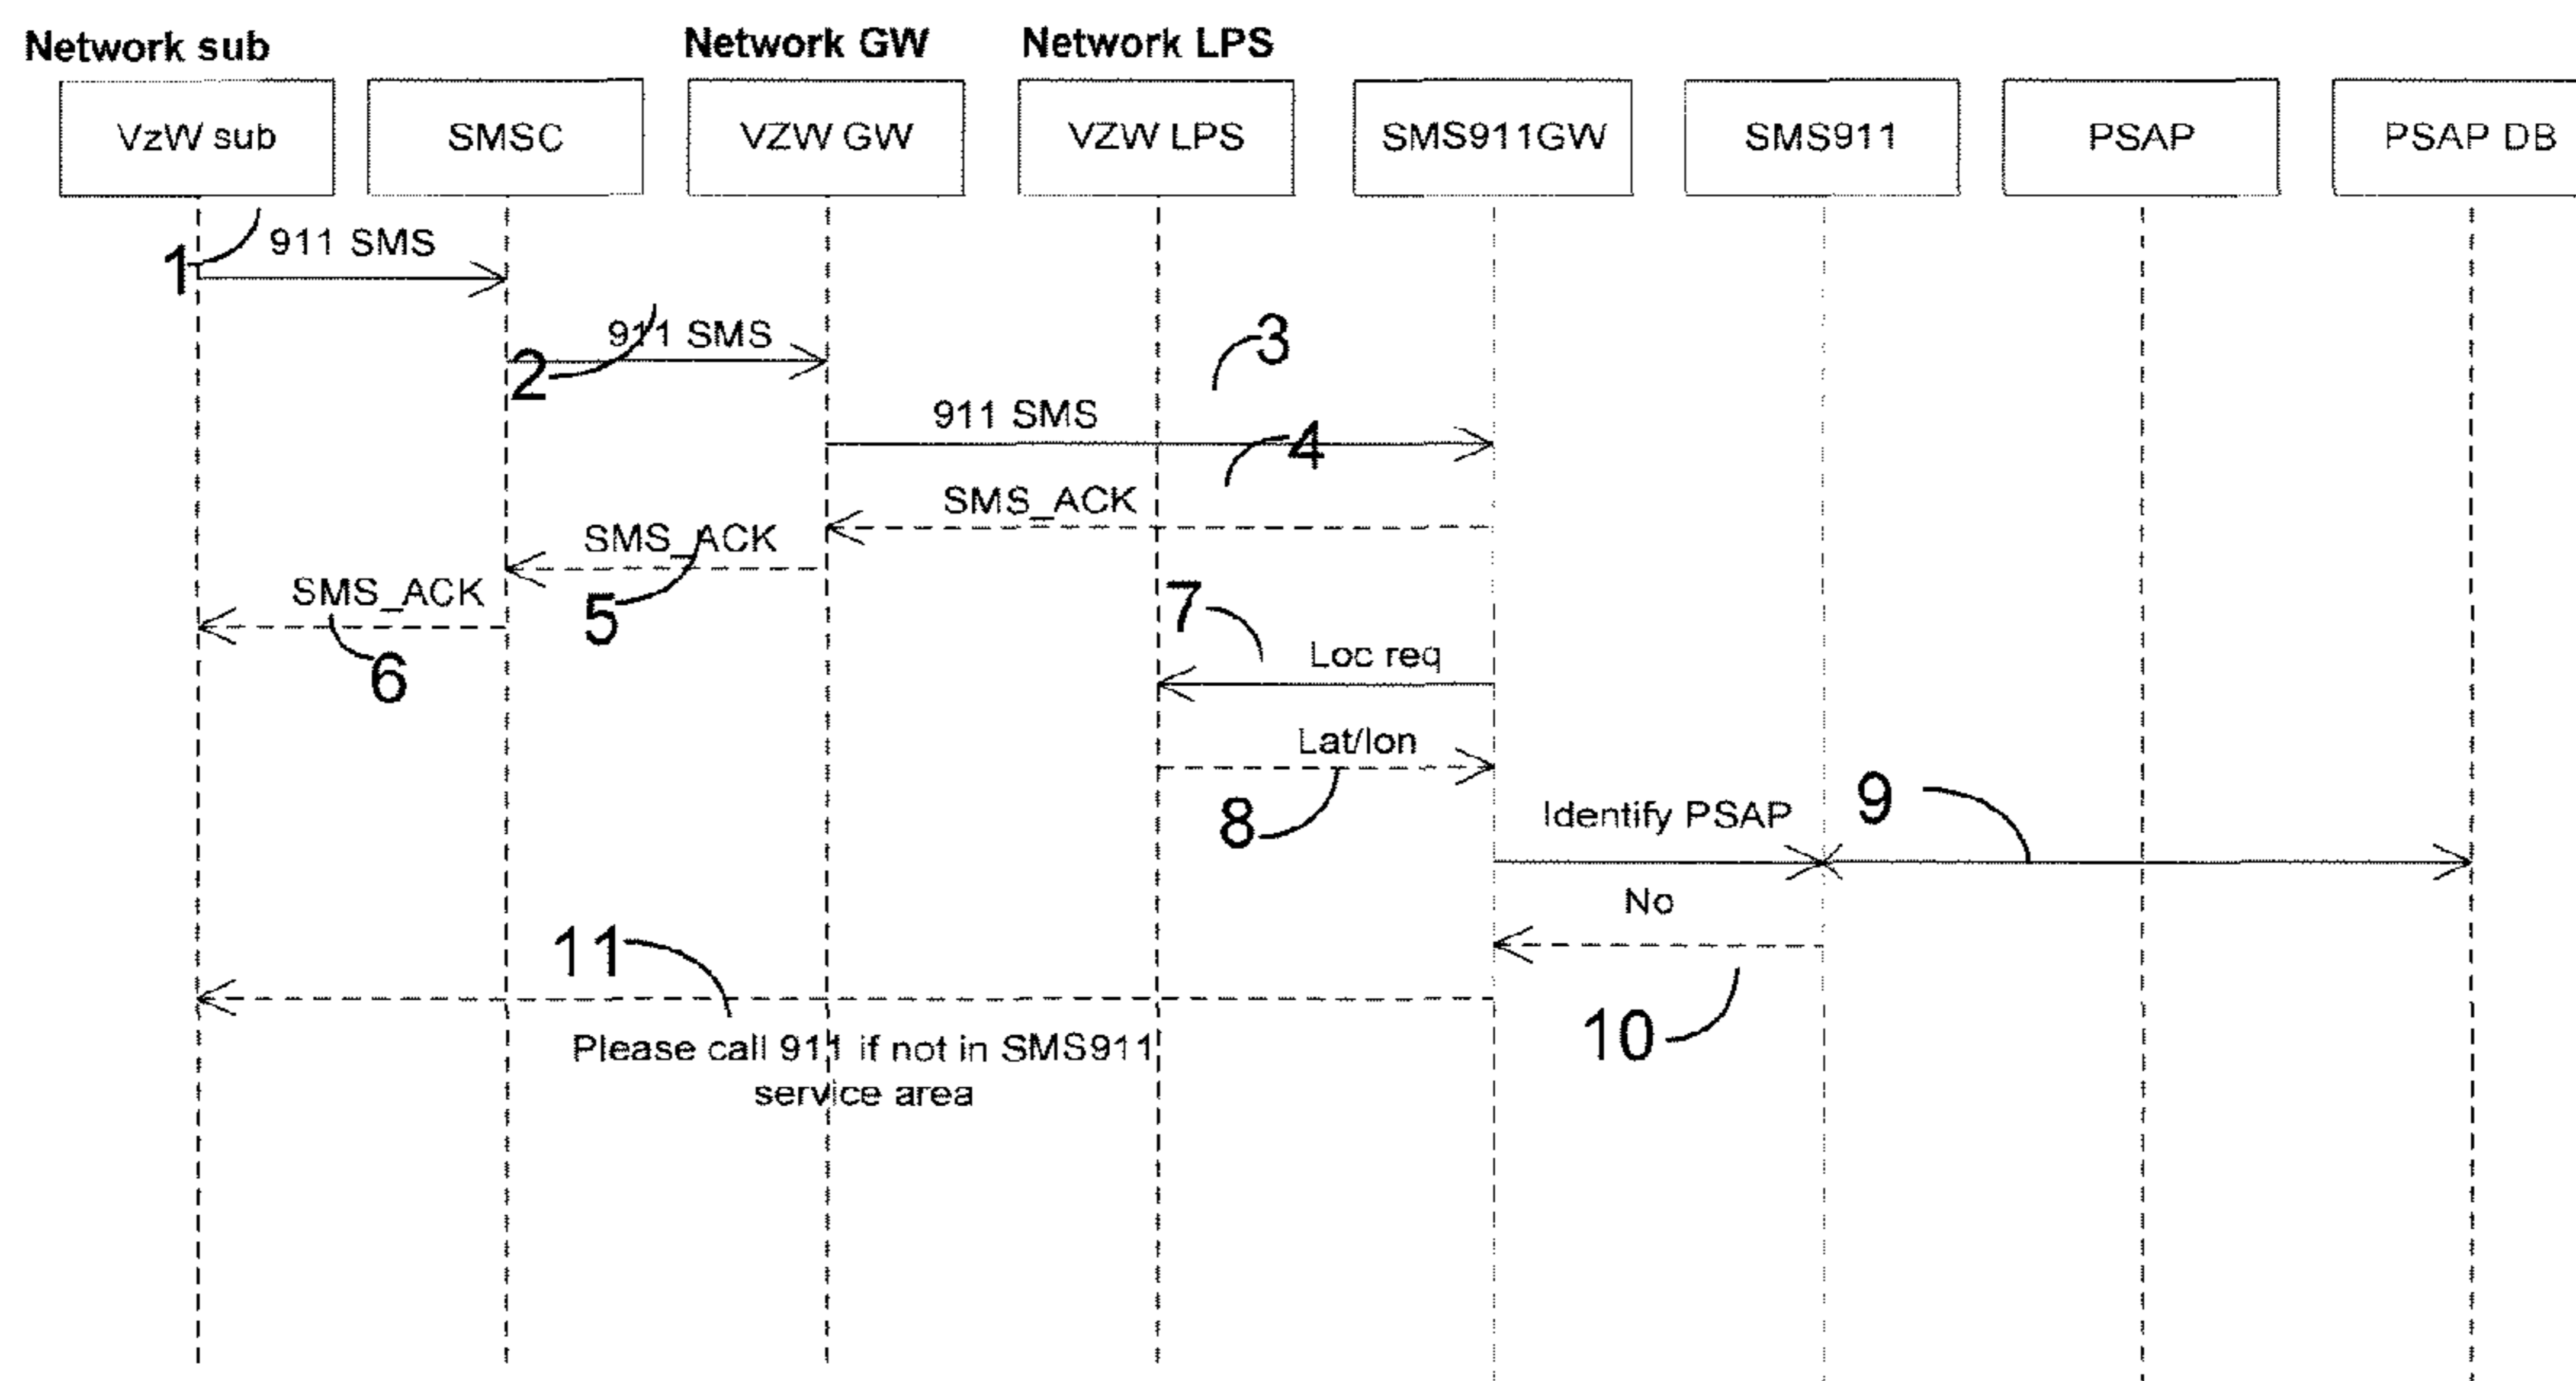 Network sub
Network GW
Network LPS
VzW sub
SMSC
VZW GW
VZW LPS
SMS911GW
SMS911
PSAP
PSAP DB
1
911 SMS
2
911 SMS
3
911 SMS
4
SMS_ACK
SMS_ACK
5
SMS_ACK
6
7
Loc req
Lat/lon
8
Identify PSAP
9
No
10
11
Please call 911 if not in SMS911
service area